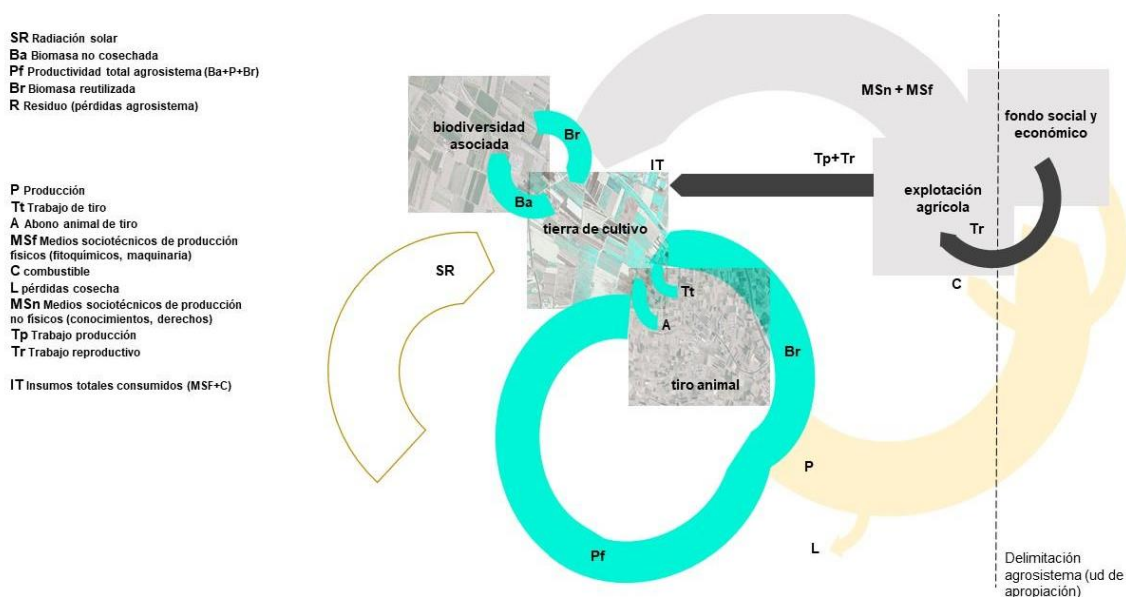 SR Radiación solar
Ba Biomasa no cosechada
Pf Productividad total agrosistema (Ba+P+Br)
Br Biomasa reutilizada
R Residuo (pérdidas agrosistema)
P Producción
Tt Trabajo de tiro
A Abono animal de tiro
MSf Medios sociotécnicos de producción
físicos (fitoquímicos, maquinaria)
C combustible
L pérdidas cosecha
MSn Medios sociotécnicos de producción
no físicos (conocimientos, derechos)
Tp Trabajo producción
Tr Trabajo reproductivo
IT Insumos totales consumidos (MSF+C)
MSn + MSf
fondo social y
económico
biodiversidad
asociada
Br
IT
Tp+Tr
explotación
agrícola
Ba
tierra de cultivo
Tr
SR
C
Tt
A
Br
tiro animal
P
L
Pf
Delimitación
agrosistema (ud de
apropiación)